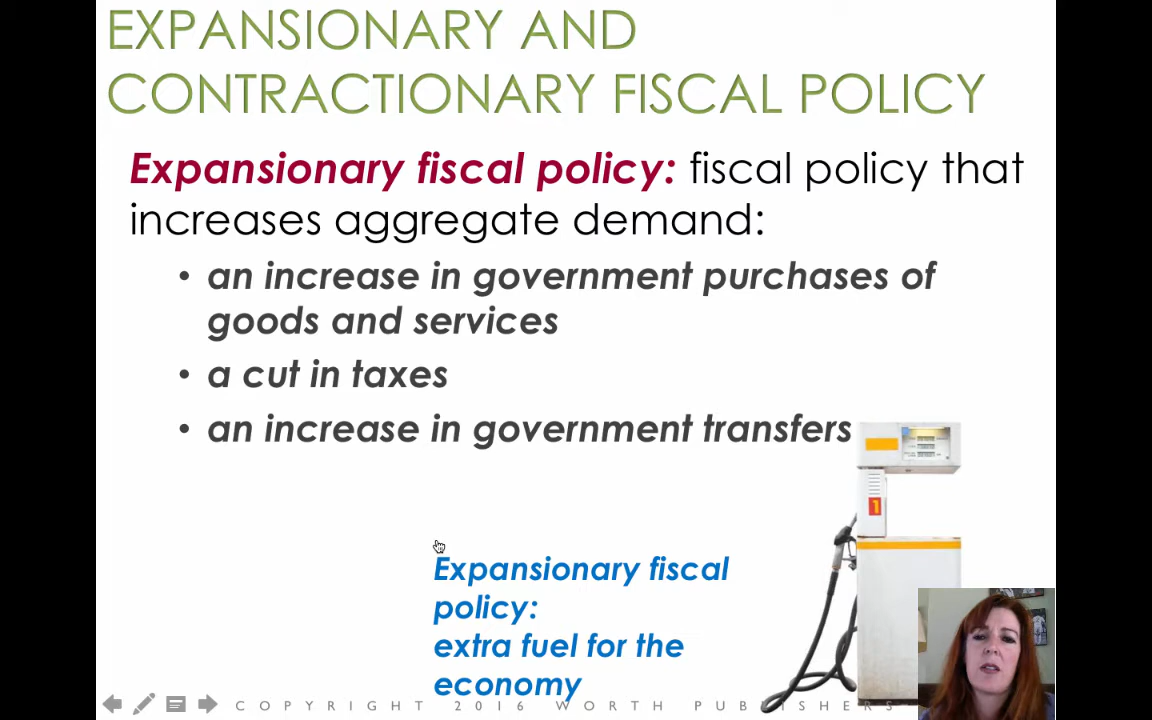 EXPANSIONARY AND
CONTRACTIONARY FISCAL POLICY
Expansionary fiscal policy: fiscal policy that
increases aggregate demand:
• an increase in government purchases of
goods and services
• a cut in taxes
• an increase in government transfers
1
Expansionary fiscal
policy:
extra fuel for the
economy
COPYRIGHT 2016 WORTH PUBLISHERS